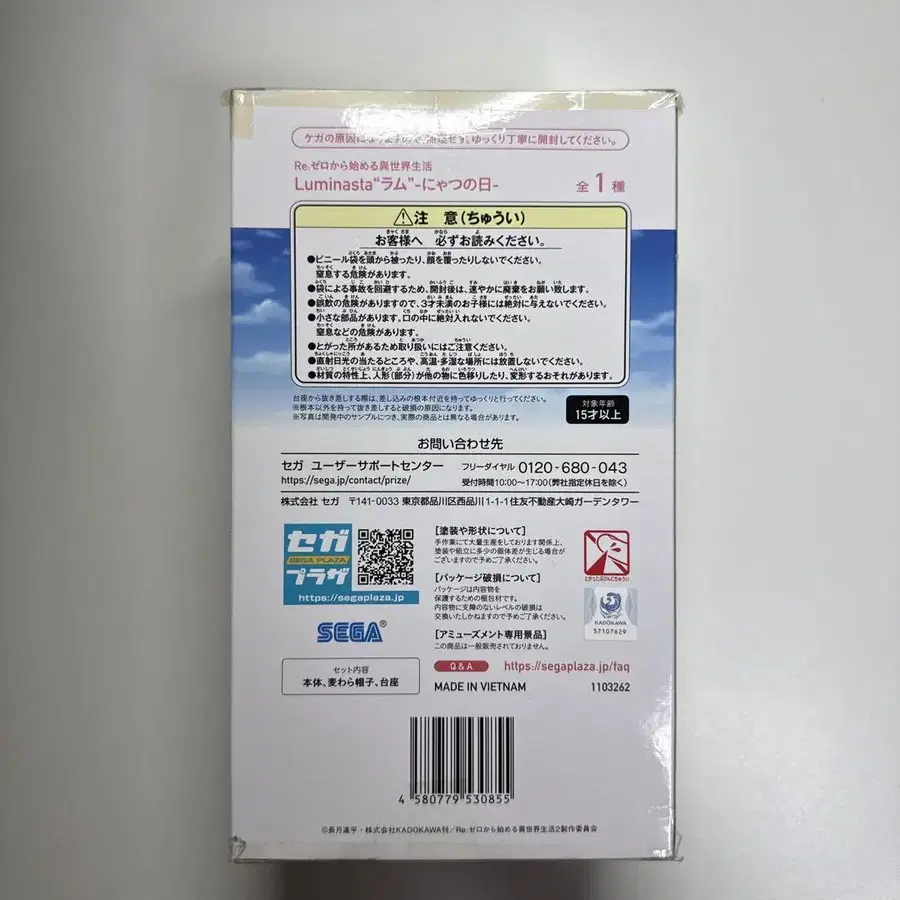 ケガの原因になりますので、無理せず、ゆっくり丁寧に開封してください。
Re:ゼロから始める異世界生活
Luminasta“ラム”-にゃつの日-
全1種
⚠注 意(ちゅうい)
お客様へ 必ずお読みください。
●ビニール袋を頭から被ったり、顔を覆ったりしないでください。
窒息する危険があります。
●袋による事故を回避するため、開封後は、速やかに廃棄をお願い致します。
●誤飲の危険がありますので、3才未満のお子様には絶対に与えないでください。
●小さな部品があります。口の中に絶対入れないでください。
窒息などの危険があります。
●とがった所があるため取り扱いにはご注意ください。
●直射日光の当たるところや、高温・多湿な場所には放置しないでください。
●材質の特性上、人形(部分)が他の物に色移りしたり、変形するおそれがあります。
台座から抜き差しする際は、差し込みの根本付近を持ってゆっくりと行ってください。
※根本以外を持って抜き差しすると破損の原因になります。
※写真は開発中のサンプルにつき、実際の商品とは異なる場合があります。
対象年齢
15才以上
お問い合わせ先
セガ ユーザーサポートセンター
https://sega.jp/contact/prize/
フリーダイヤル 0120-680-043
受付時間10:00~17:00(弊社指定休日を除く)
株式会社 セガ 〒141-0033 東京都品川区西品川1-1-1住友不動産大崎ガーデンタワー
セガ
SEGA PLAZA
プラザ
https://segaplaza.jp
SEGA®
[塗装や形状について]
手作業にて大量生産をしております関係上、
塗装や組立に多少の個体差が生じる場合が
ございますので予めご了承ください。
[パッケージ破損について]
パッケージは内容物を
保護するための梱包材です。
内容物に支障のないレベルの破損は
交換いたしかねますので予めご了承ください。
[アミューズメント専用景品]
この商品は一般販売されておりません。
とがったぶひんにちゅうい
KADOKAWA
57107629
セット内容
本体、麦わら帽子、台座
Q&A https://segaplaza.jp/faq
MADE IN VIETNAM
1103262
4 580779 530855
©長月達平・株式会社KADOKAWA刊/Re:ゼロから始める異世界生活2製作委員会